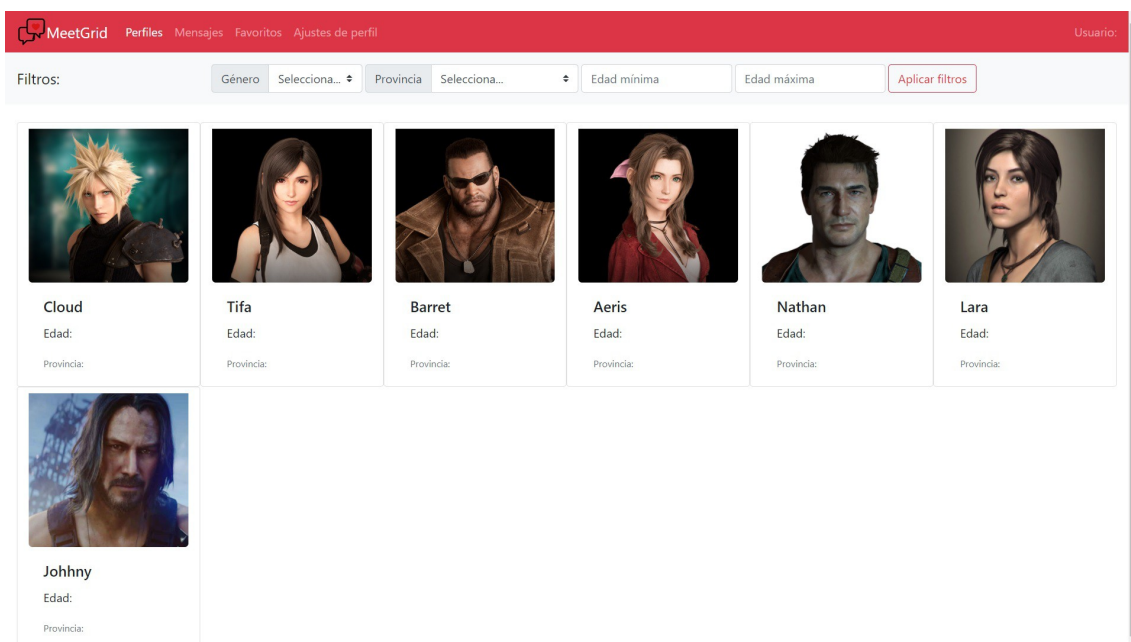 MeetGrid Perfiles Mensajes Favoritos Ajustes de perfil Usuario:
Filtros: Género Selecciona... Provincia Selecciona... Edad mínima Edad máxima Aplicar filtros
Cloud Tifa Barret Aeris Nathan Lara
Edad: Edad: Edad: Edad: Edad: Edad:
Provincia: Provincia: Provincia: Provincia: Provincia: Provincia:
Johhny
Edad:
Provincia: